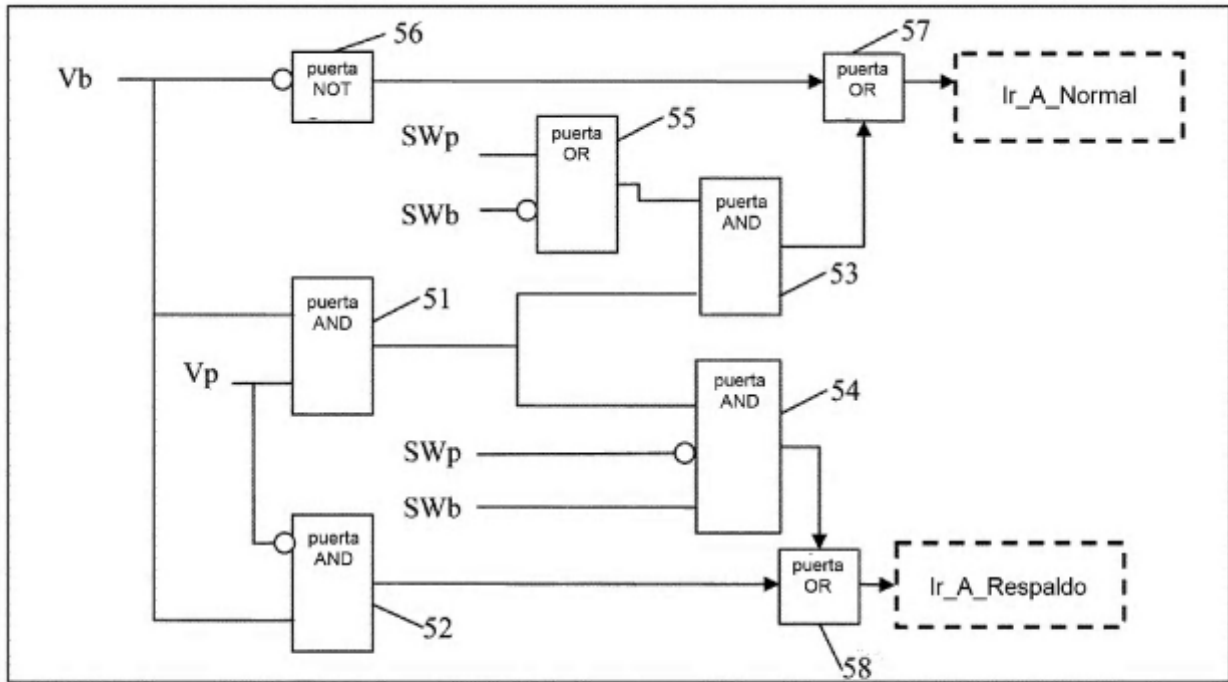 56
57
Vb
puerta
NOT
puerta
OR
Ir_A_Normal
55
SWp
puerta
OR
SWb
puerta
AND
53
51
puerta
AND
Vp
puerta
AND
54
SWp
SWb
puerta
AND
52
puerta
OR
Ir_A_Respaldo
58